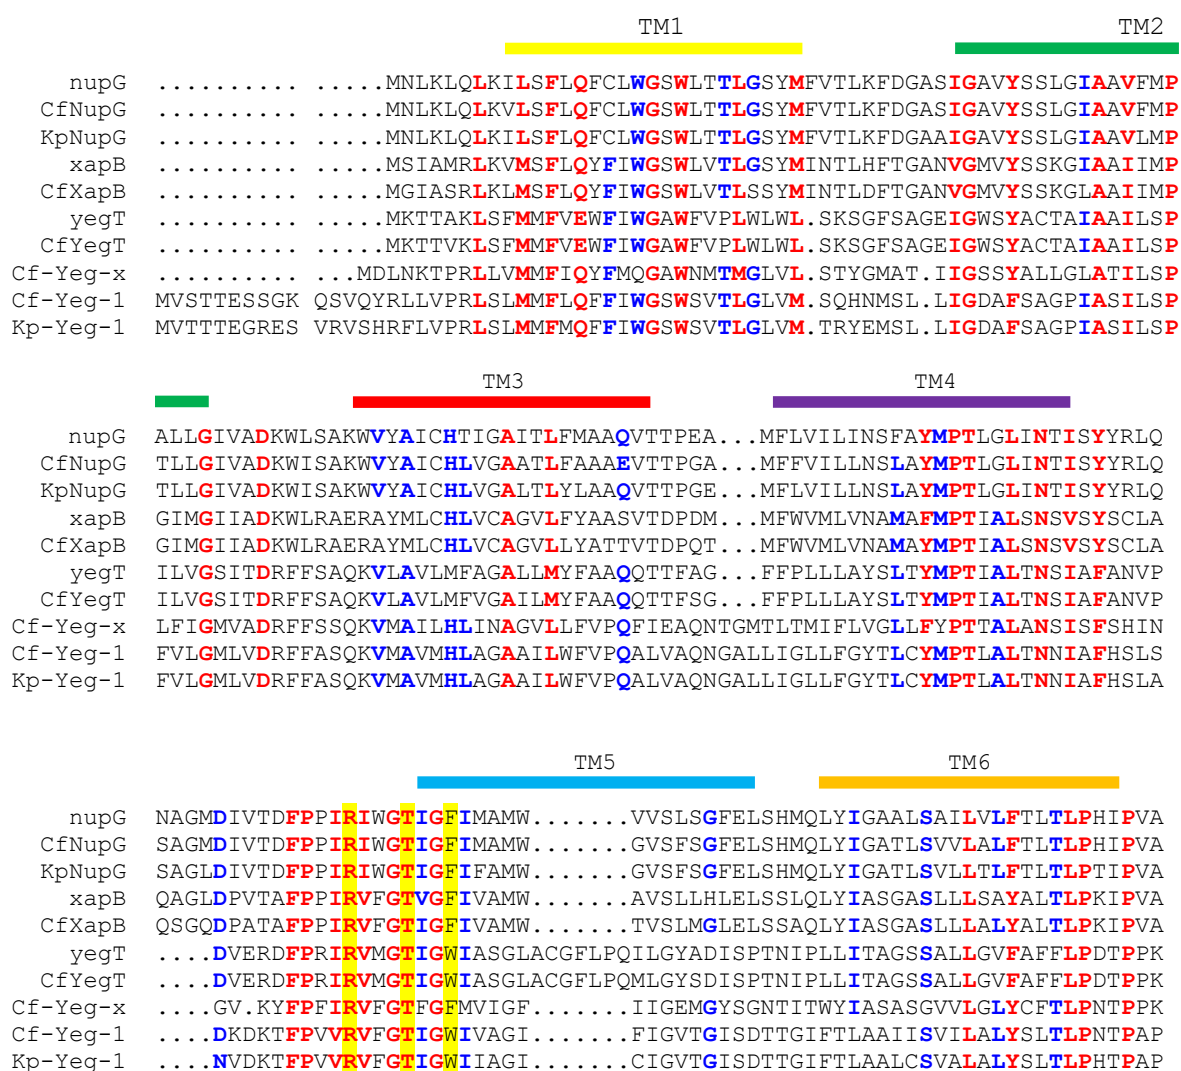 TM1 TM2
nupG .......... .....MNLKLQLKILSFLQFCLWGSWLTTLGSYMFVTLKFDGASIGAVYSSLGIAAVFMP
CfNupG .......... .....MNLKLQLKVLSFLQFCLWGSWLTTLGSYMFVTLKFDGASIGAVYSSLGIAAVFMP
KpNupG .......... .....MNLKLQLKILSFLQFCLWGSWLTTLGSYMFVTLKFDGAAIGAVYSSLGIAAVLMP
xapB .......... .....MSIAMRLKVMSFLQYFIWGSWLVTLGSYMINTLHFTGANVGMVYSSKGIAAIIMP
CfXapB .......... .....MGIASRLKLMSFLQYFIWGSWLVTLSSYMINTLDFTGANVGMVYSSKGLAAIIMP
yegT .......... .....MKTTAKLSFMMFVEWFIWGAWFVPLWLWL.SKSGFSAGEIGWSYACTAIAAILSP
CfYegT .......... .....MKTTVKLSFMMFVEWFIWGAWFVPLWLWL.SKSGFSAGEIGWSYACTAIAAILSP
Cf-Yeg-x .......... ...MDLNKTPRLLVMMFIQYFMQGAWNMTMGLVL.STYGMAT.IIGSSYALLGLATILSP
Cf-Yeg-1 MVSTTESSGK QSVQYRLLVPRLSLMMFLQFFIWGSWSVTLGLVM.SQHNMSL.LIGDAFSAGPIASILSP
Kp-Yeg-1 MVTTTEGRES VRVSHRFLVPRLSLMMFMQFFIWGSWSVTLGLVM.TRYEMSL.LIGDAFSAGPIASILSP
TM3 TM4
nupG ALLGIVADKWLSAKWVYAICHTIGAITLFMAAQVTTPEA...MFLVILINSFAYMPTLGLINTISYYRLQ
CfNupG TLLGIVADKWISAKWVYAICHLVGAATLFAAAEVTTPGA...MFFVILLNSLAYMPTLGLINTISYYRLQ
KpNupG TLLGIVADKWISAKWVYAICHLVGALTLYLAAQVTTPGE...MFLVILLNSLAYMPTLGLINTISYYRLQ
xapB GIMGIIADKWLRAERAYMLCHLVCAGVLFYAASVTDPDM...MFWVMLVNAMAFMPTIALSNSVSYSCLA
CfXapB GIMGIIADKWLRAERAYMLCHLVCAGVLLYATTVTDPQT...MFWVMLVNAMAYMPTIALSNSVSYSCLA
yegT ILVGSITDRFFSAQKVLAVLMFAGALLMYFAAQQTTFAG...FFPLLLAYSLTYMPTIALTNSIAFANVP
CfYegT ILVGSITDRFFSAQKVLAVLMFVGAILMYFAAQQTTFSG...FFPLLLAYSLTYMPTIALTNSIAFANVP
Cf-Yeg-x LFIGMVADRFFSSQKVMAILHLINAGVLLFVPQFIEAQNTGMTLTMIFLVGLLFYPTTALANSISFSHIN
Cf-Yeg-1 FVLGMLVDRFFASQKVMAVMHLAGAAILWFVPQALVAQNGALLIGLLFGYTLCYMPTLALTNNIAFHSLS
Kp-Yeg-1 FVLGMLVDRFFASQKVMAVMHLAGAAILWFVPQALVAQNGALLIGLLFGYTLCYMPTLALTNNIAFHSLA
TM5 TM6
nupG NAGMDIVTDFPPIRIWGTIGFIMAMW.......VVSLSGFELSHMQLYIGAALSAILVLFTLTLPHIPVA
CfNupG SAGMDIVTDFPPIRIWGTIGFIMAMW.......GVSFSGFELSHMQLYIGATLSVVLALFTLTLPHIPVA
KpNupG SAGLDIVTDFPPIRIWGTIGFIFAMW.......GVSFSGFELSHMQLYIGATLSVLLTLFTLTLPTIPVA
xapB QAGLDPVTAFPPIRVFGTVGFIVAMW.......AVSLLHLELSSLQLYIASGASLLLSAYALTLPKIPVA
CfXapB QSGQDPATAFPPIRVFGTIGFIVAMW.......TVSLMGLELSSAQLYIASGASLLLALYALTLPKIPVA
yegT ....DVERDFPRIRVMGTIGWIASGLACGFLPQILGYADISPTNIPLLITAGSSALLGVFAFFLPDTPPK
CfYegT ....DVERDFPRIRVMGTIGWIASGLACGFLPQMLGYSDISPTNIPLLITAGSSALLGVFAFFLPDTPPK
Cf-Yeg-x ....GV.KYFPFIRVFGTFGFMVIGF.......IIGEMGYSGNTITWYIASASGVVLGLYCFTLPNTPPK
Cf-Yeg-1 ....DKDKTFPVVRVFGTIGWIVAGI.......FIGVTGISDTTGIFTLAAIISVILALYSLTLPNTPAP
Kp-Yeg-1 ....NVDKTFPVVRVFGTIGWIIAGI.......CIGVTGISDTTGIFTLAALCSVALALYSLTLPHTPAP